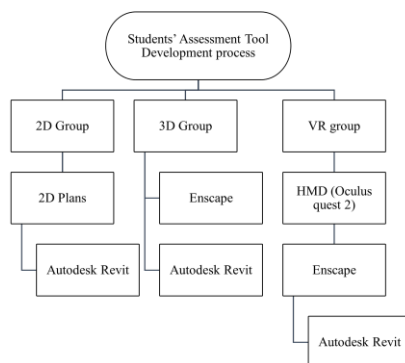 Students’ Assessment Tool
Development process
2D Group
3D Group
VR group
2D Plans
Enscape
HMD (Oculus
quest 2)
Autodesk Revit
Autodesk Revit
Enscape
Autodesk Revit